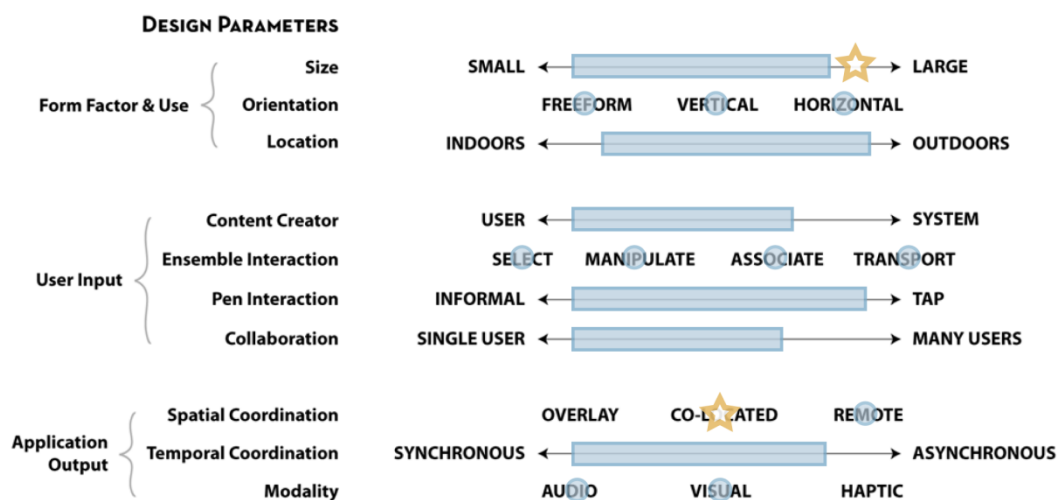 DESIGN PARAMETERS
Form Factor & Use
Size SMALL LARGE
Orientation FREEFORM VERTICAL HORIZONTAL
Location INDOORS OUTDOORS
User Input
Content Creator USER SYSTEM
Ensemble Interaction SELECT MANIPULATE ASSOCIATE TRANSPORT
Pen Interaction INFORMAL TAP
Collaboration SINGLE USER MANY USERS
Application
Output
Spatial Coordination OVERLAY CO-LOCATED REMOTE
Temporal Coordination SYNCHRONOUS ASYNCHRONOUS
Modality AUDIO VISUAL HAPTIC